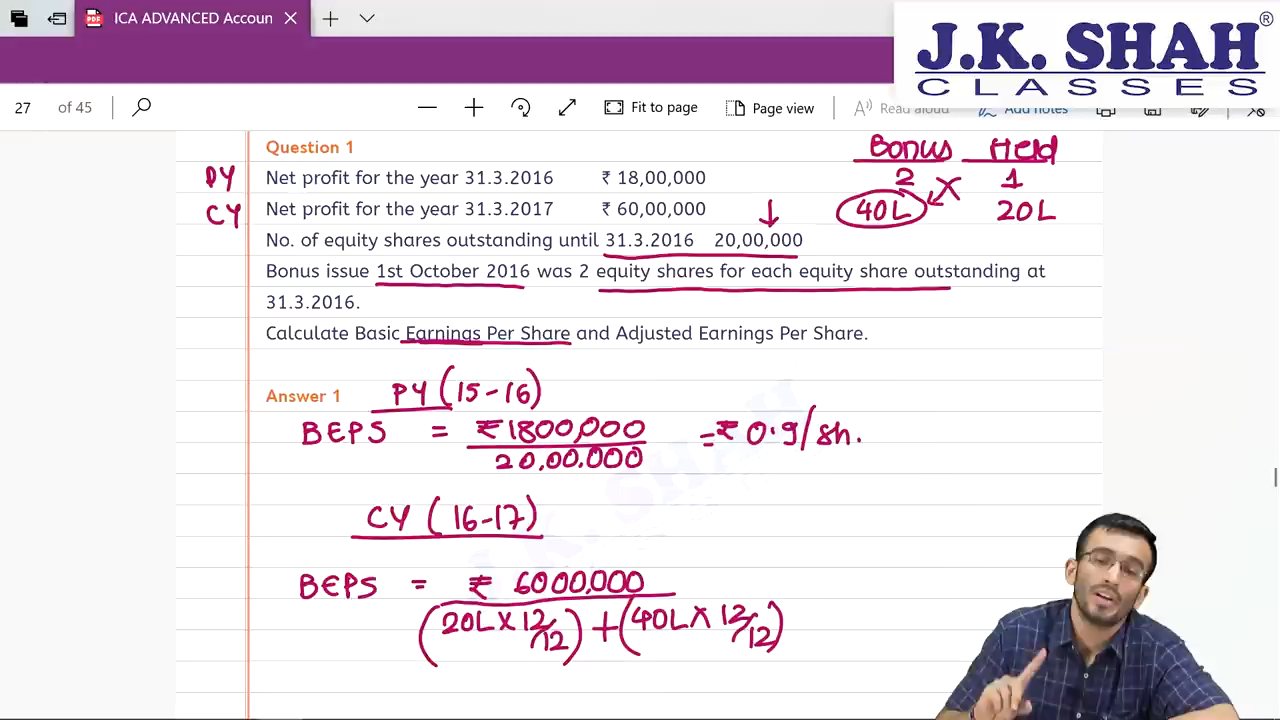 ICA ADVANCED Accoun
J.K. SHAH®
CLASSES
27 of 45
Fit to page
Page view
Read aloud
Add notes
Question 1
Bonus Held
PY Net profit for the year 31.3.2016 ₹ 18,00,000
2 1
CY Net profit for the year 31.3.2017 ₹ 60,00,000
40L 20L
No. of equity shares outstanding until 31.3.2016 20,00,000
Bonus issue 1st October 2016 was 2 equity shares for each equity share outstanding at
31.3.2016.
Calculate Basic Earnings Per Share and Adjusted Earnings Per Share.
Answer 1 PY (15-16)
BEPS = ₹1800,000 / 20,00.000 = ₹ 0.9/sh.
CY (16-17)
BEPS = ₹ 6000,000
(20L X 12/12) + (40L X 12/12)
J.K. SHAH